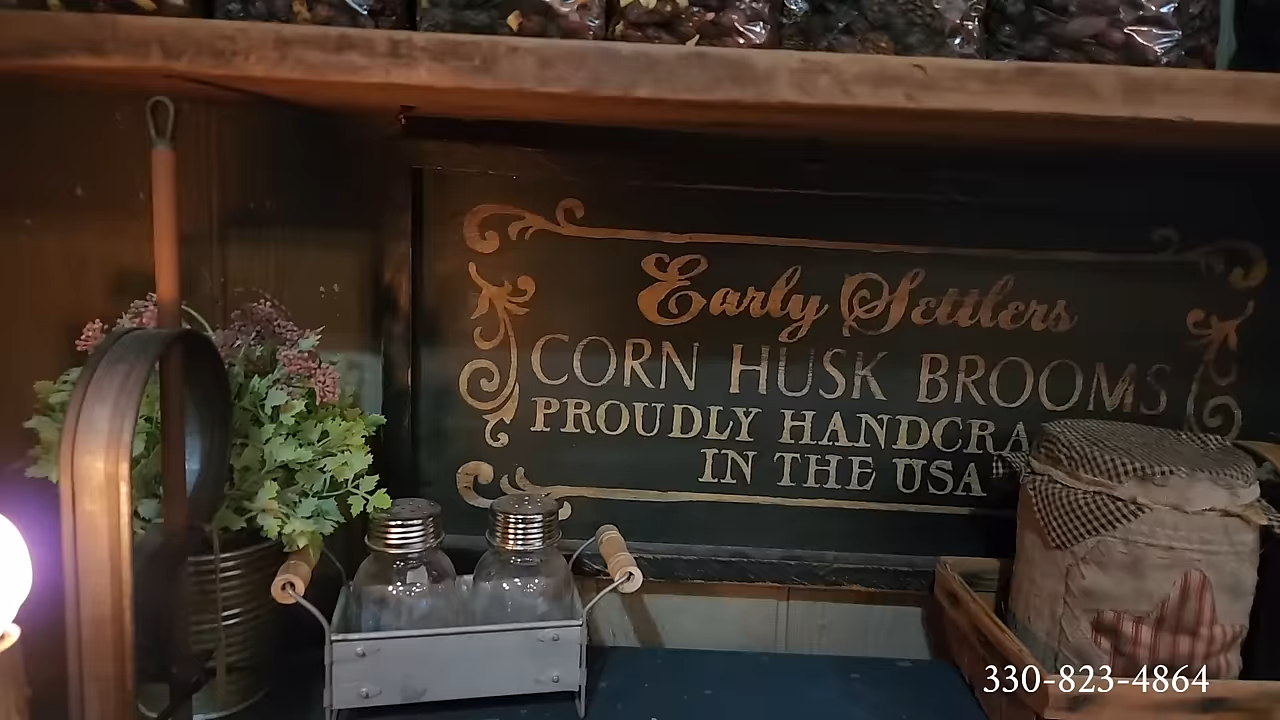 Early Settlers
CORN HUSK BROOMS
PROUDLY HANDCRA
IN THE USA"
330-823-4864